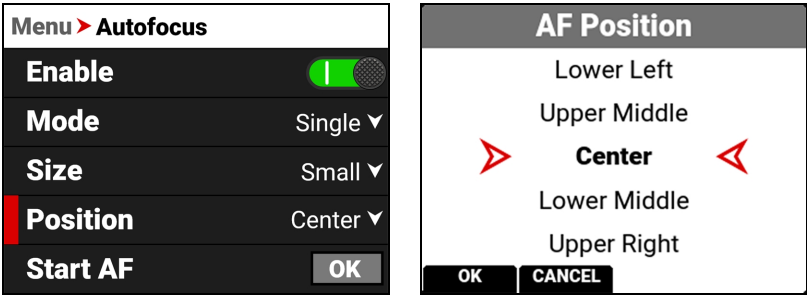 Menu Autofocus
Enable
Mode Single
Size Small
Position Center
Start AF OK
AF Position
Lower Left
Upper Middle
Center
Lower Middle
Upper Right
OK CANCEL